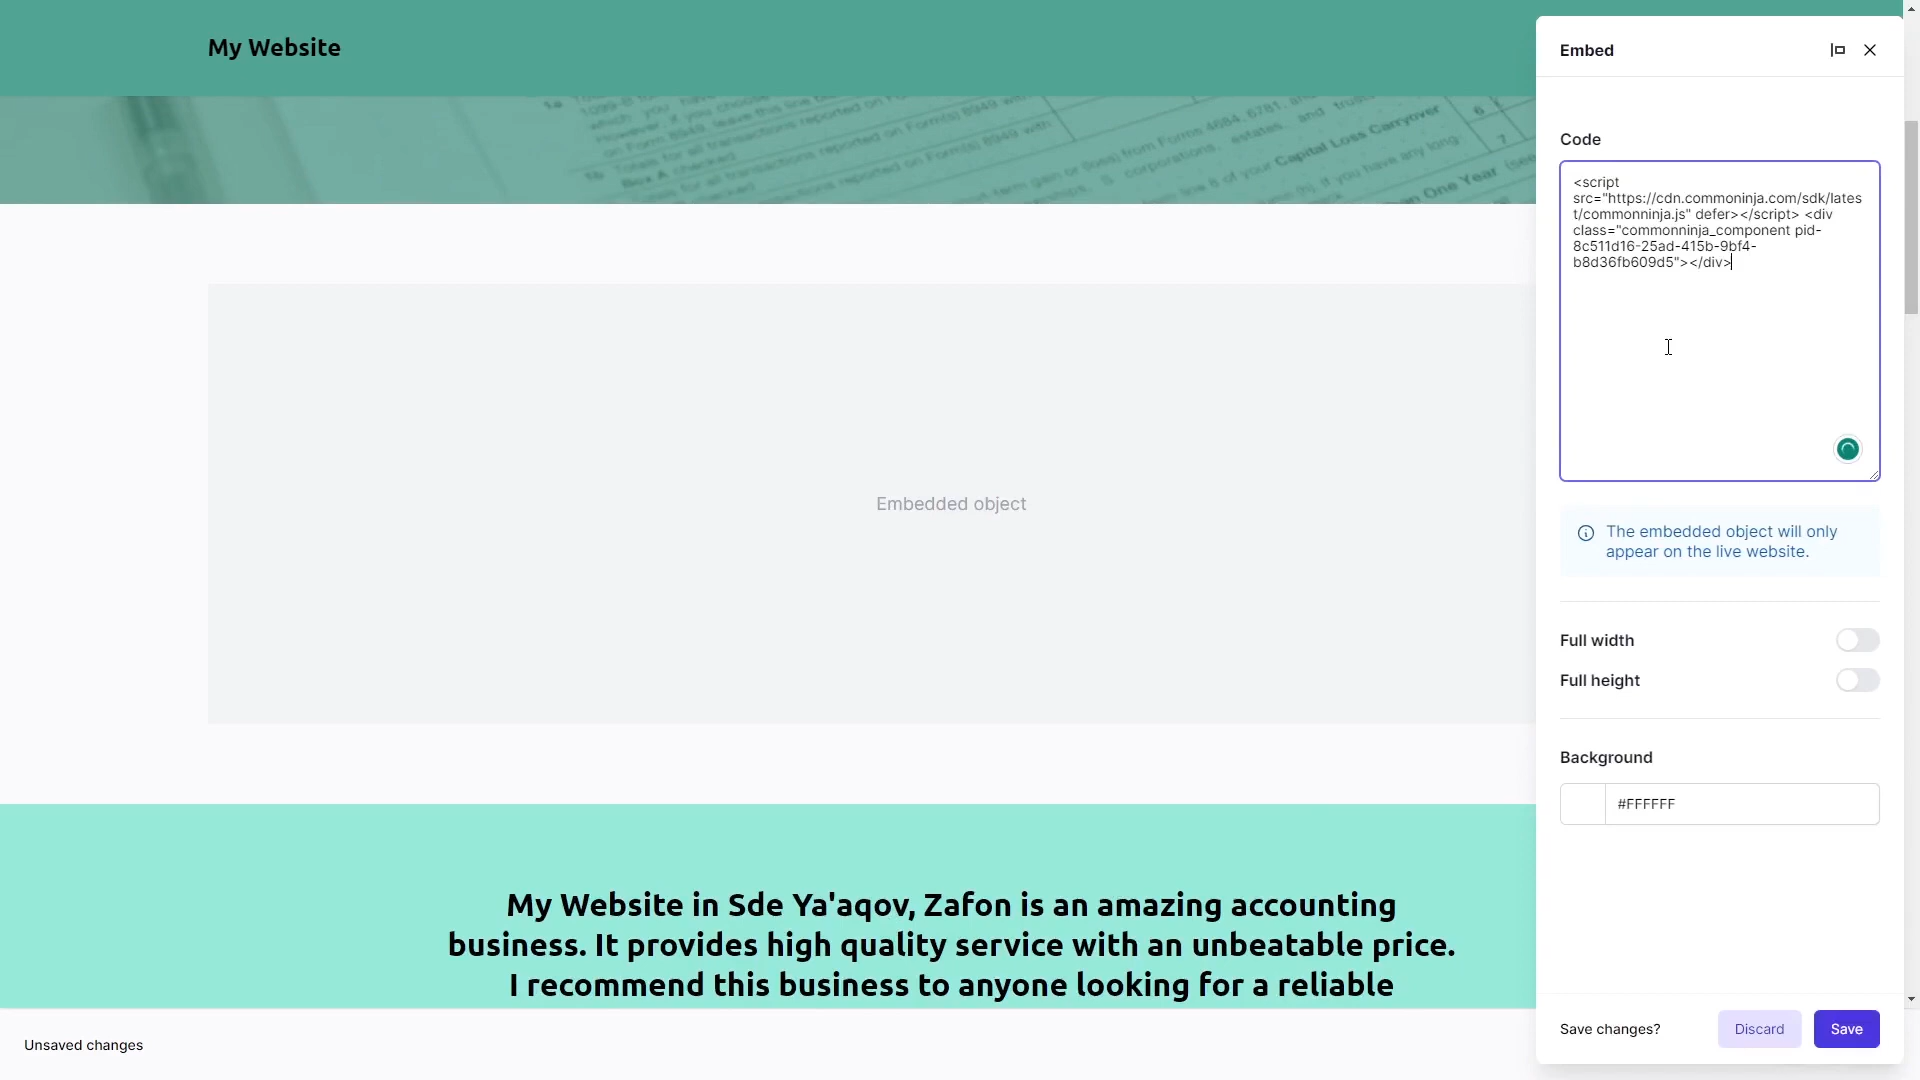 My Website
Embed
Code
<script
src="https://cdn.commoninja.com/sdk/lates
t/commonninja.js" defer></script> <div
class="commonninja_component pid-
8c511d16-25ad-415b-9bf4-
b8d36fb609d5"></div>
Embedded object
The embedded object will only
appear on the live website.
Full width
Full height
Background
#FFFFFF
My Website in Sde Ya'aqov, Zafon is an amazing accounting
business. It provides high quality service with an unbeatable price.
I recommend this business to anyone looking for a reliable
Save changes?
Discard
Save
Unsaved changes